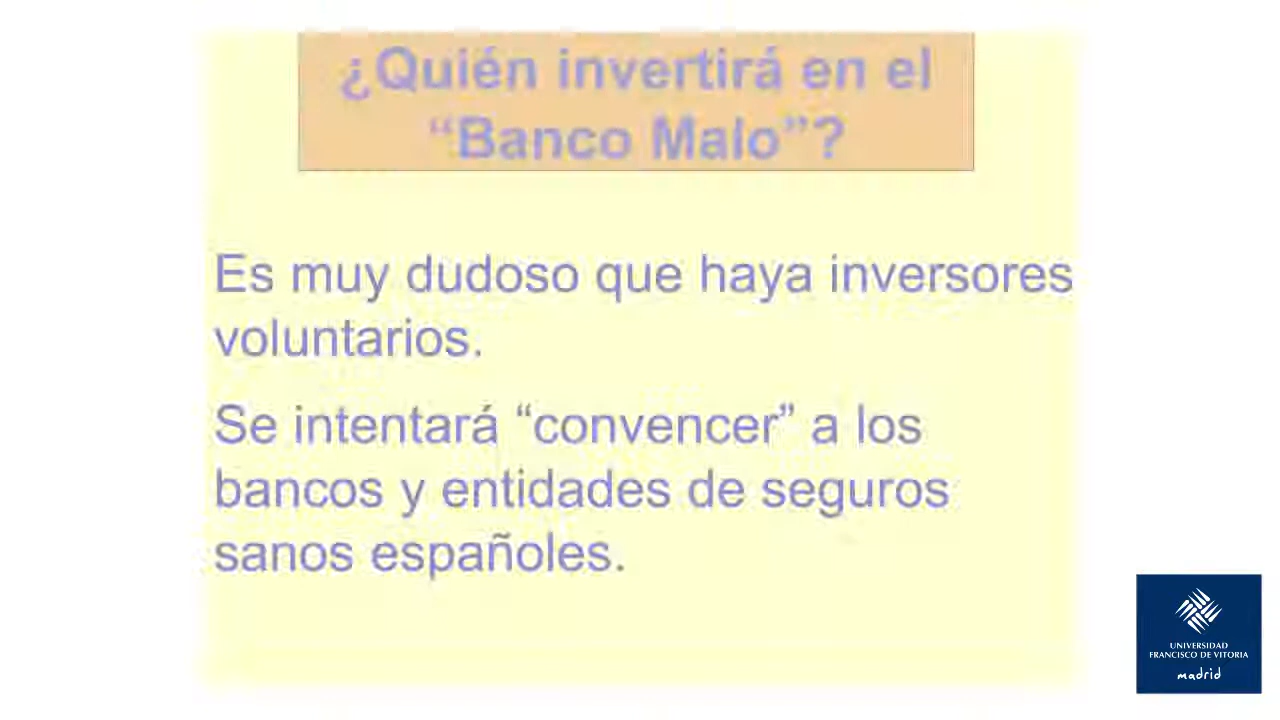 ¿Quién invertirá en el
“Banco Malo”?
Es muy dudoso que haya inversores
voluntarios.
Se intentará “convencer” a los
bancos y entidades de seguros
sanos españoles.
UNIVERSIDAD
FRANCISCO DE VITORIA
madrid